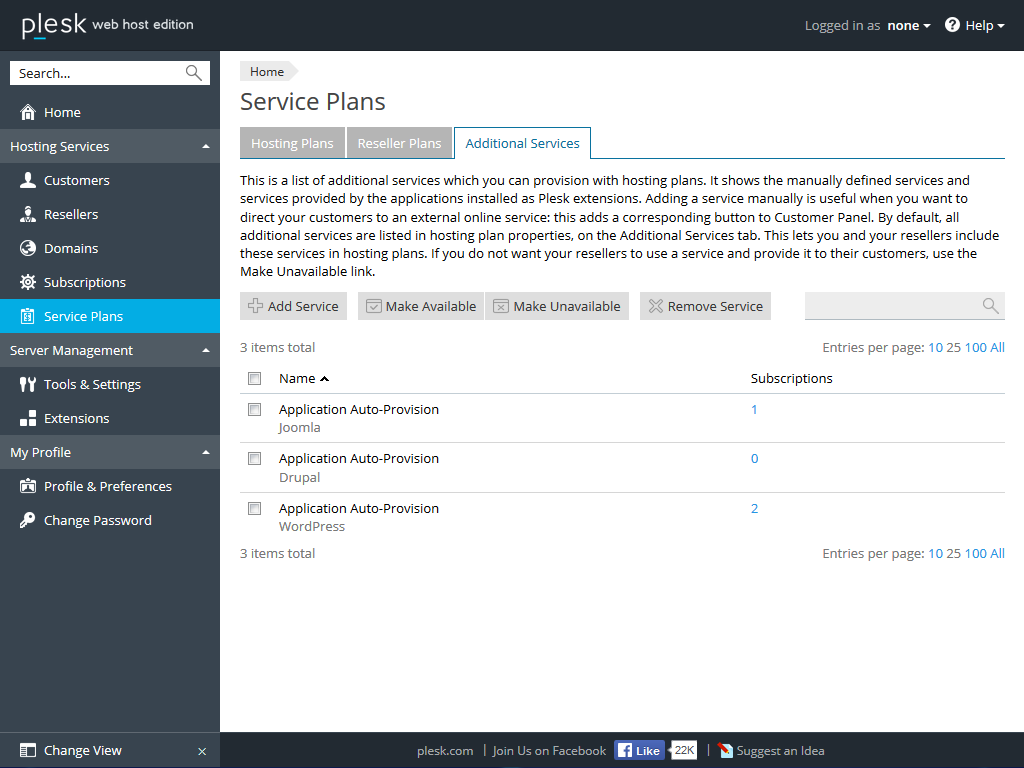 plesk web host edition
Logged in as none
Help
Search...
Home
Hosting Services
Customers
Resellers
Domains
Subscriptions
Service Plans
Server Management
Tools & Settings
Extensions
My Profile
Profile & Preferences
Change Password
Change View
Home
Service Plans
Hosting Plans
Reseller Plans
Additional Services
This is a list of additional services which you can provision with hosting plans. It shows the manually defined services and
services provided by the applications installed as Plesk extensions. Adding a service manually is useful when you want to
direct your customers to an external online service: this adds a corresponding button to Customer Panel. By default, all
additional services are listed in hosting plan properties, on the Additional Services tab. This lets you and your resellers include
these services in hosting plans. If you do not want your resellers to use a service and provide it to their customers, use the
Make Unavailable link.
Add Service
Make Available
Make Unavailable
Remove Service
3 items total
Entries per page: 10 25 100 All
Name
Subscriptions
Application Auto-Provision
1
Joomla
Application Auto-Provision
0
Drupal
Application Auto-Provision
2
WordPress
3 items total
Entries per page: 10 25 100 All
plesk.com | Join Us on Facebook
Like
22K
| Suggest an Idea